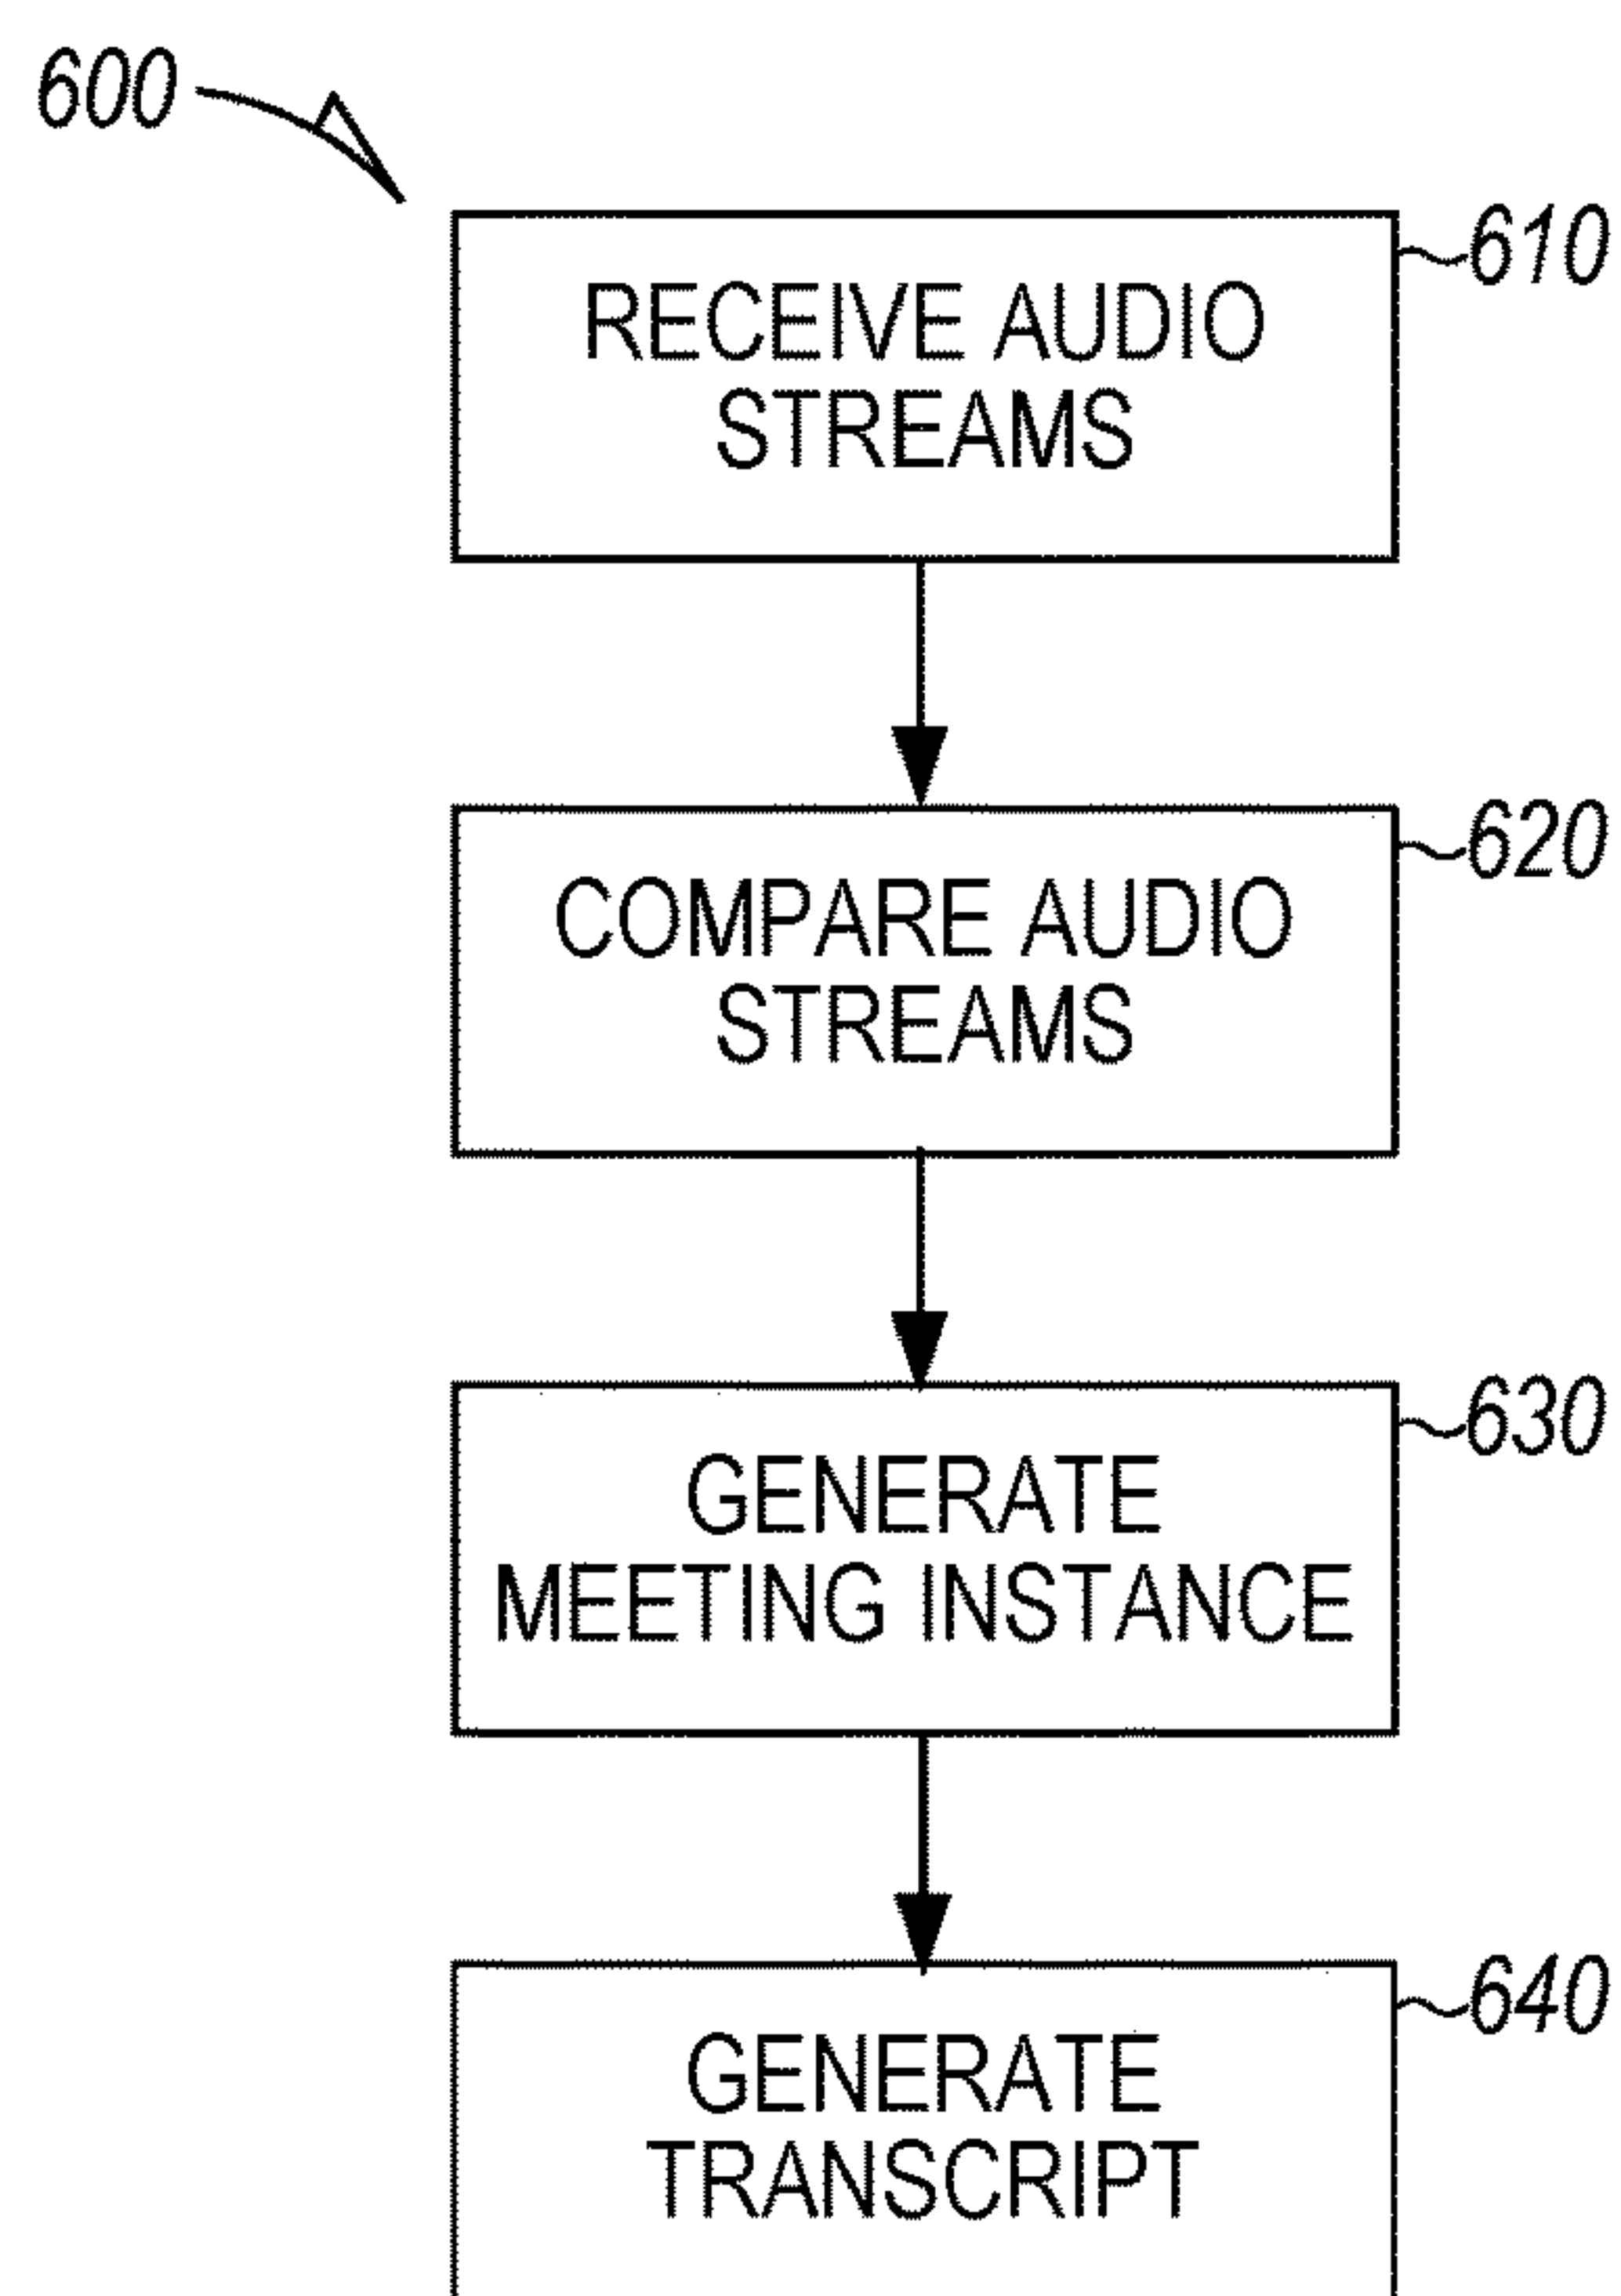 600
610
RECEIVE AUDIO
STREAMS
620
COMPARE AUDIO
STREAMS
630
GENERATE
MEETING INSTANCE
640
GENERATE
TRANSCRIPT